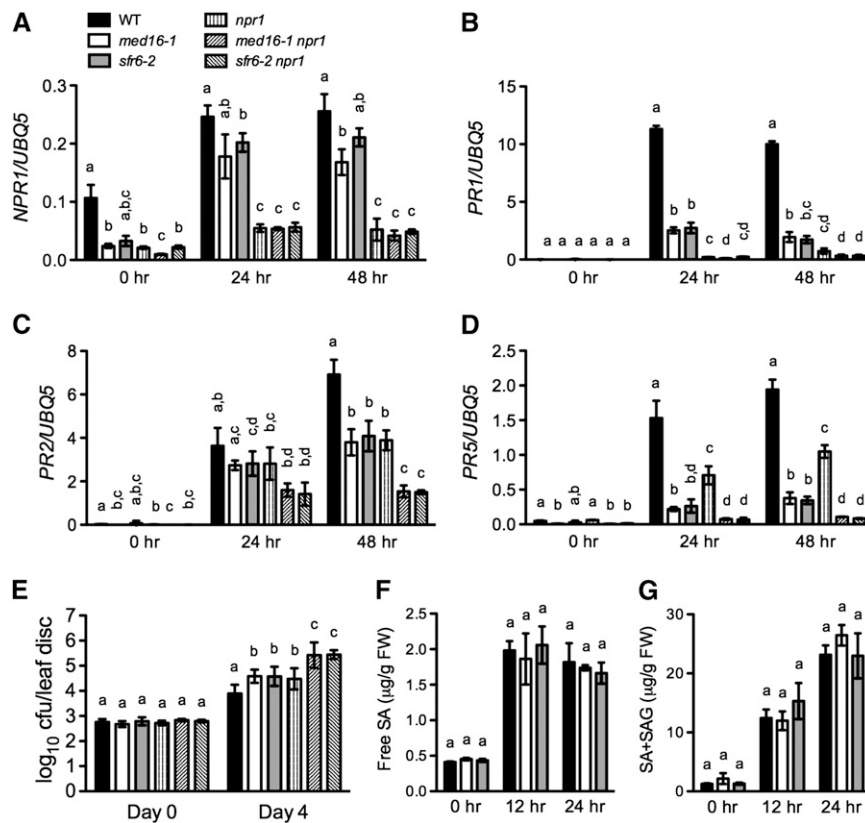 A
WT
npr1
med16-1
med16-1 npr1
sfr6-2
sfr6-2 npr1
NPR1/UBQ5
0.3
0.2
0.1
0.0
a b a,b,c b c b
a a,b b c c c
a b a,b c c c
0 hr 24 hr 48 hr
B
PR1/UBQ5
15
10
5
0
a a a a a a
a b b c d c,d
a b b c,d d d
0 hr 24 hr 48 hr
C
PR2/UBQ5
8
6
4
2
0
a b,c a,b,c b c b,c
a,b a,c c,d b,c b,d b,d
a b b b c c
0 hr 24 hr 48 hr
D
PR5/UBQ5
2.5
2.0
1.5
1.0
0.5
0.0
a b a,b a b b
a b b,d c d d
a b b c d d
0 hr 24 hr 48 hr
E
log10 cfu/leaf disc
7
6
5
4
3
2
1
0
a a a a a a
a b b b c c
Day 0 Day 4
F
Free SA (µg/g FW)
2.5
2.0
1.5
1.0
0.5
0.0
a a a
a a a
a a a
0 hr 12 hr 24 hr
G
SA+SAG (µg/g FW)
30
20
10
0
a a a
a a a
a a a
0 hr 12 hr 24 hr